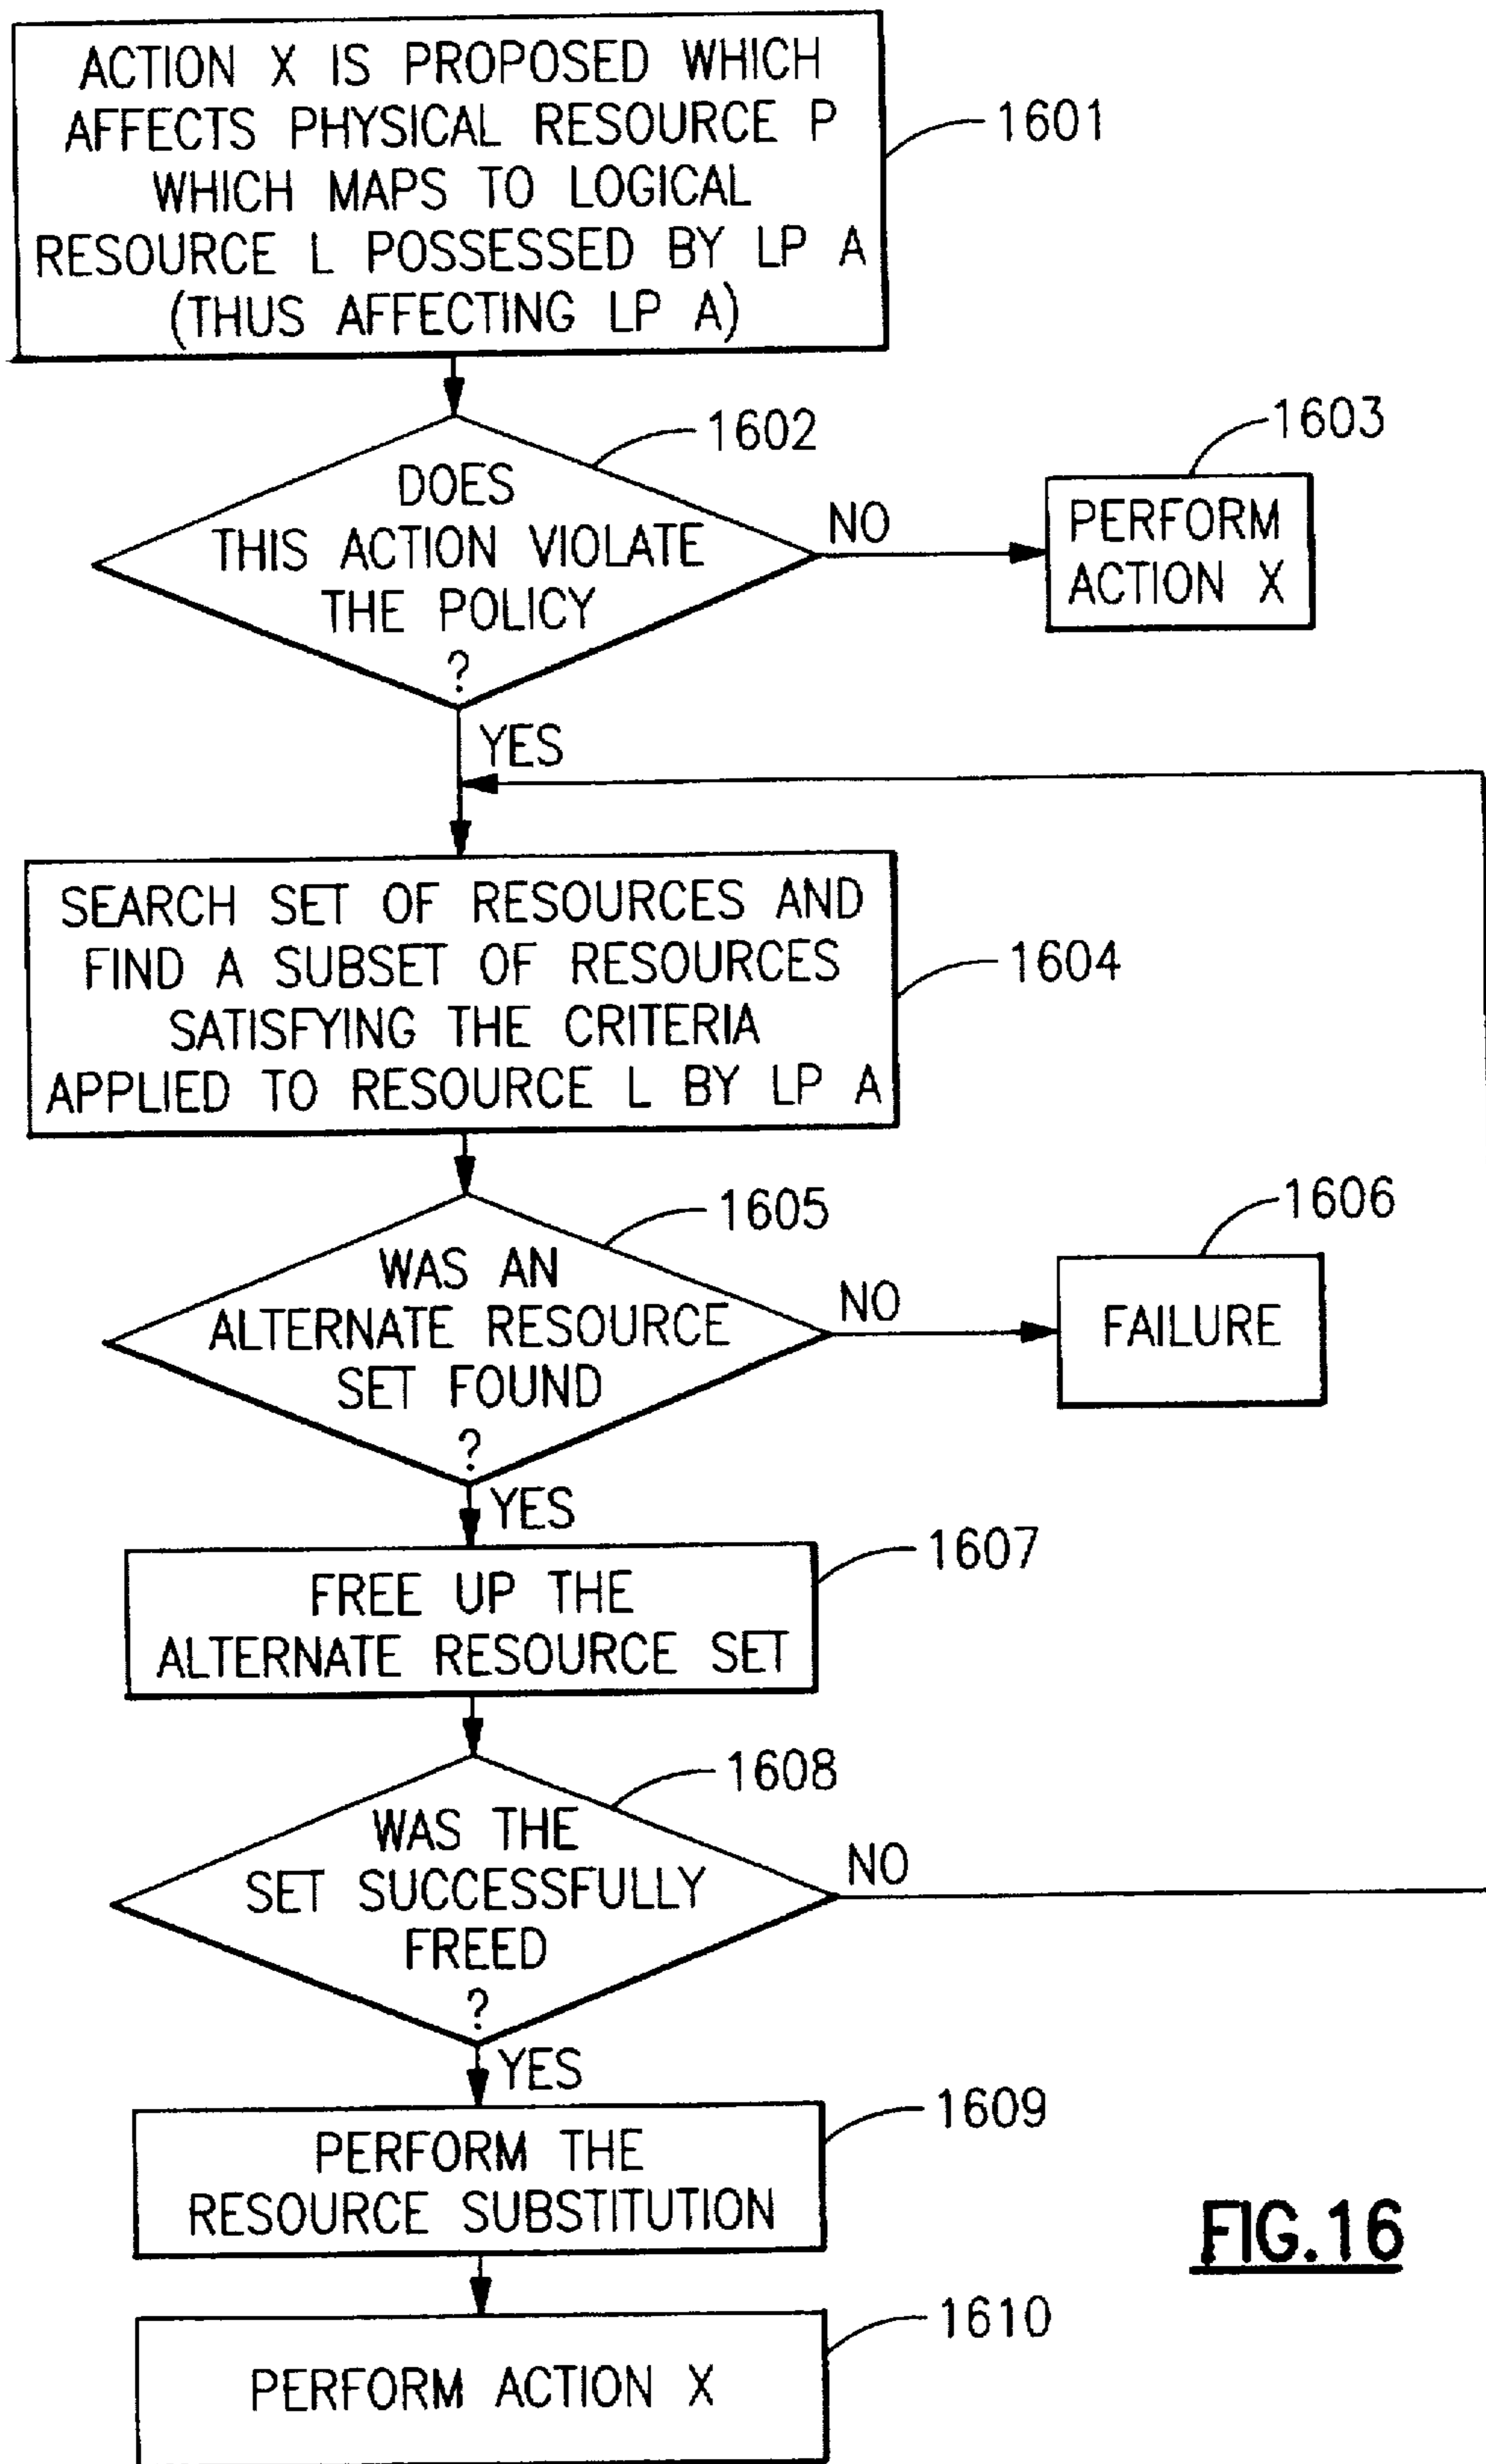 ACTION X IS PROPOSED WHICH
AFFECTS PHYSICAL RESOURCE P
WHICH MAPS TO LOGICAL
RESOURCE L POSSESSED BY LP A
(THUS AFFECTING LP A)
1601
1602
DOES
THIS ACTION VIOLATE
THE POLICY
?
NO
1603
PERFORM
ACTION X
YES
SEARCH SET OF RESOURCES AND
FIND A SUBSET OF RESOURCES
SATISFYING THE CRITERIA
APPLIED TO RESOURCE L BY LP A
1604
1605
WAS AN
ALTERNATE RESOURCE
SET FOUND
?
NO
1606
FAILURE
YES
1607
FREE UP THE
ALTERNATE RESOURCE SET
1608
WAS THE
SET SUCCESSFULLY
FREED
?
NO
YES
1609
PERFORM THE
RESOURCE SUBSTITUTION
1610
PERFORM ACTION X
FIG.16